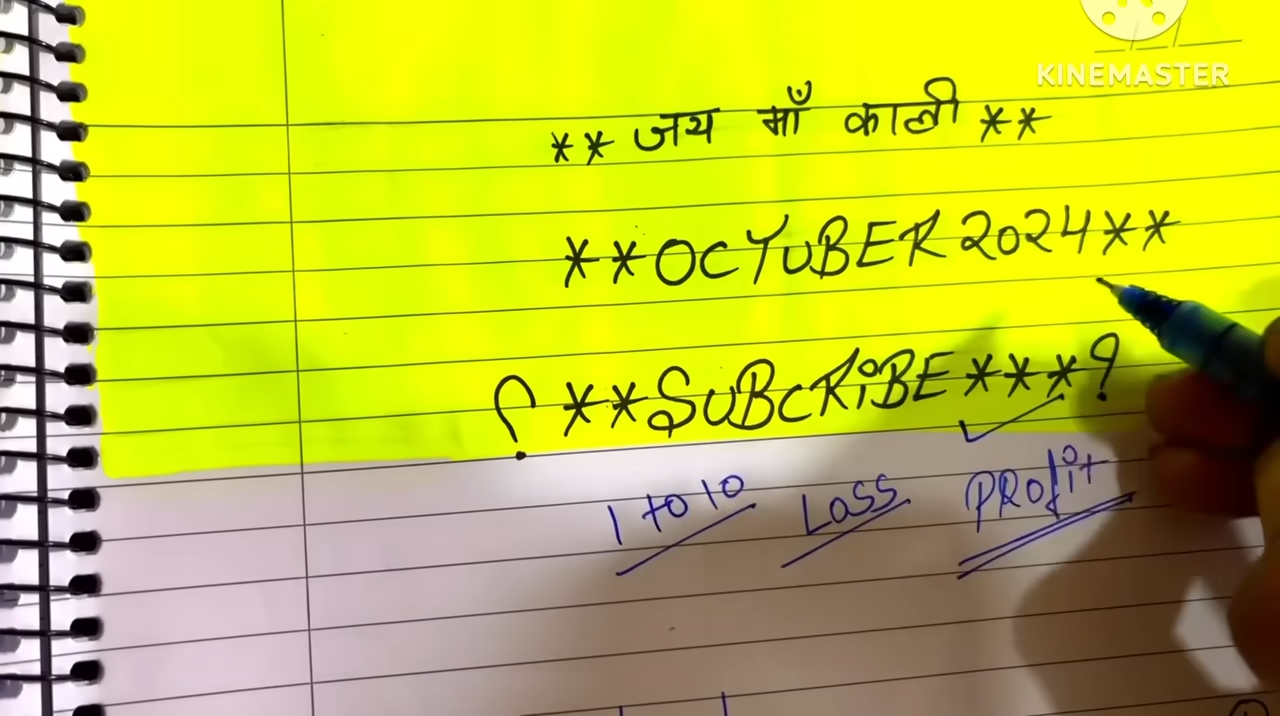 KINEMASTER
** जय माँ काली **
**OCTUBER 2024**
? **SUBCRiBE***?
1 to 10 Loss PROfit